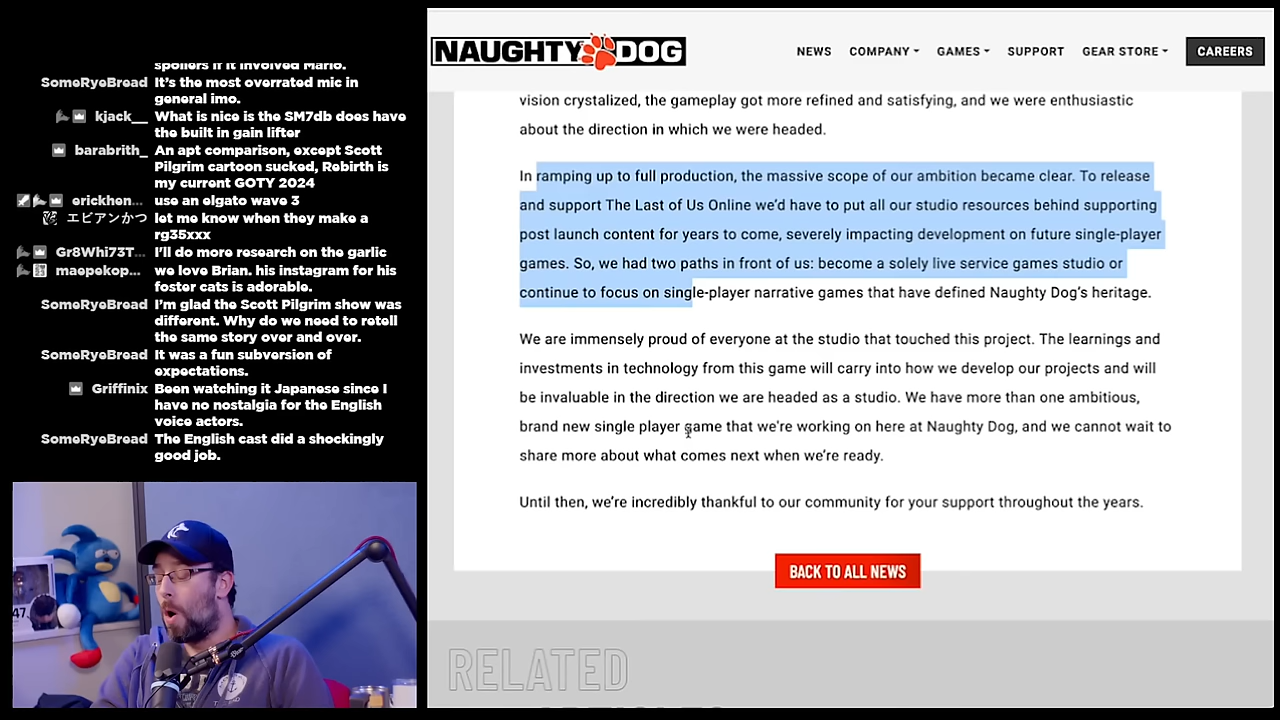 spoilers if it involved Mario.
SomeRyeBread It's the most overrated mic in
general imo.
kjack__ What is nice is the SM7db does have
the built in gain lifter
barabrith_ An apt comparison, except Scott
Pilgrim cartoon sucked, Rebirth is
my current GOTY 2024
erickhen... use an elgato wave 3
エビアンかつ let me know when they make a
rg35xxx
Gr8Whi73T... I'll do more research on the garlic
maepekop... we love Brian. his instagram for his
foster cats is adorable.
SomeRyeBread I'm glad the Scott Pilgrim show was
different. Why do we need to retell
the same story over and over.
SomeRyeBread It was a fun subversion of
expectations.
Griffinix Been watching it Japanese since I
have no nostalgia for the English
voice actors.
SomeRyeBread The English cast did a shockingly
good job.
47
NAUGHTY DOG
NEWS COMPANY GAMES SUPPORT GEAR STORE CAREERS
vision crystalized, the gameplay got more refined and satisfying, and we were enthusiastic
about the direction in which we were headed.
In ramping up to full production, the massive scope of our ambition became clear. To release
and support The Last of Us Online we'd have to put all our studio resources behind supporting
post launch content for years to come, severely impacting development on future single-player
games. So, we had two paths in front of us: become a solely live service games studio or
continue to focus on single-player narrative games that have defined Naughty Dog's heritage.
We are immensely proud of everyone at the studio that touched this project. The learnings and
investments in technology from this game will carry into how we develop our projects and will
be invaluable in the direction we are headed as a studio. We have more than one ambitious,
brand new single player game that we're working on here at Naughty Dog, and we cannot wait to
share more about what comes next when we're ready.
Until then, we're incredibly thankful to our community for your support throughout the years.
BACK TO ALL NEWS
RELATED